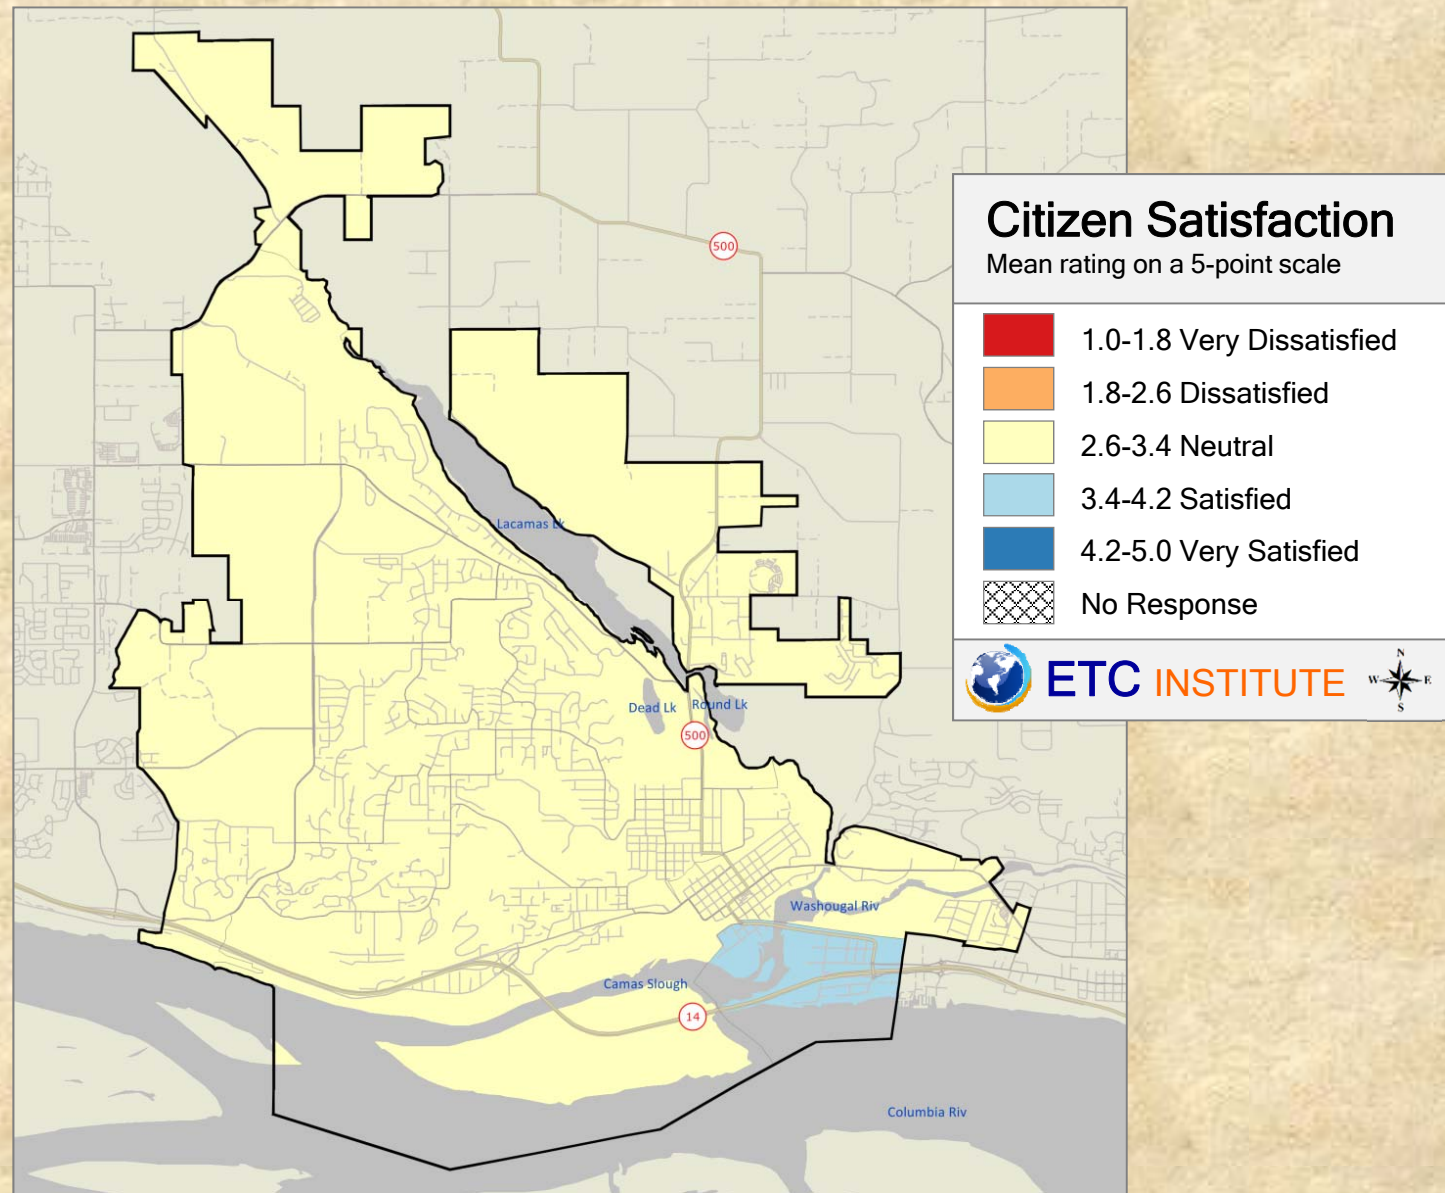 500
Citizen Satisfaction
Mean rating on a 5-point scale
1.0-1.8 Very Dissatisfied
1.8-2.6 Dissatisfied
2.6-3.4 Neutral
3.4-4.2 Satisfied
4.2-5.0 Very Satisfied
No Response
ETC INSTITUTE
N
W E
S
Lacamas Lk
Dead Lk
Round Lk
500
Washougal Riv
Camas Slough
14
Columbia Riv